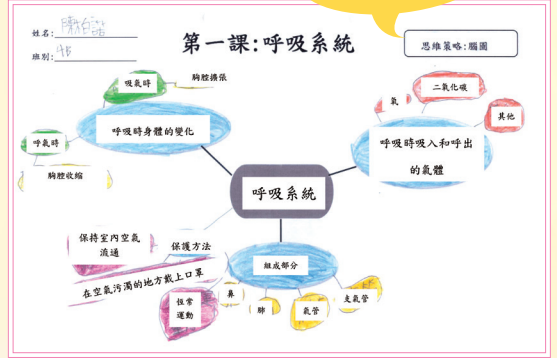 姓名:
班別: 4B
第一課:呼吸系統
思維策略:腦圖
吸氣時
胸腔擴張
呼氣時
胸腔收縮
呼吸時身體的變化
氧
二氧化碳
其他
呼吸時吸入和呼出
的氣體
呼吸系統
保持室內空氣
流通
保護方法
在空氣污濁的地方戴上口罩
恆常
運動
組成部分
鼻
肺
氣管
支氣管